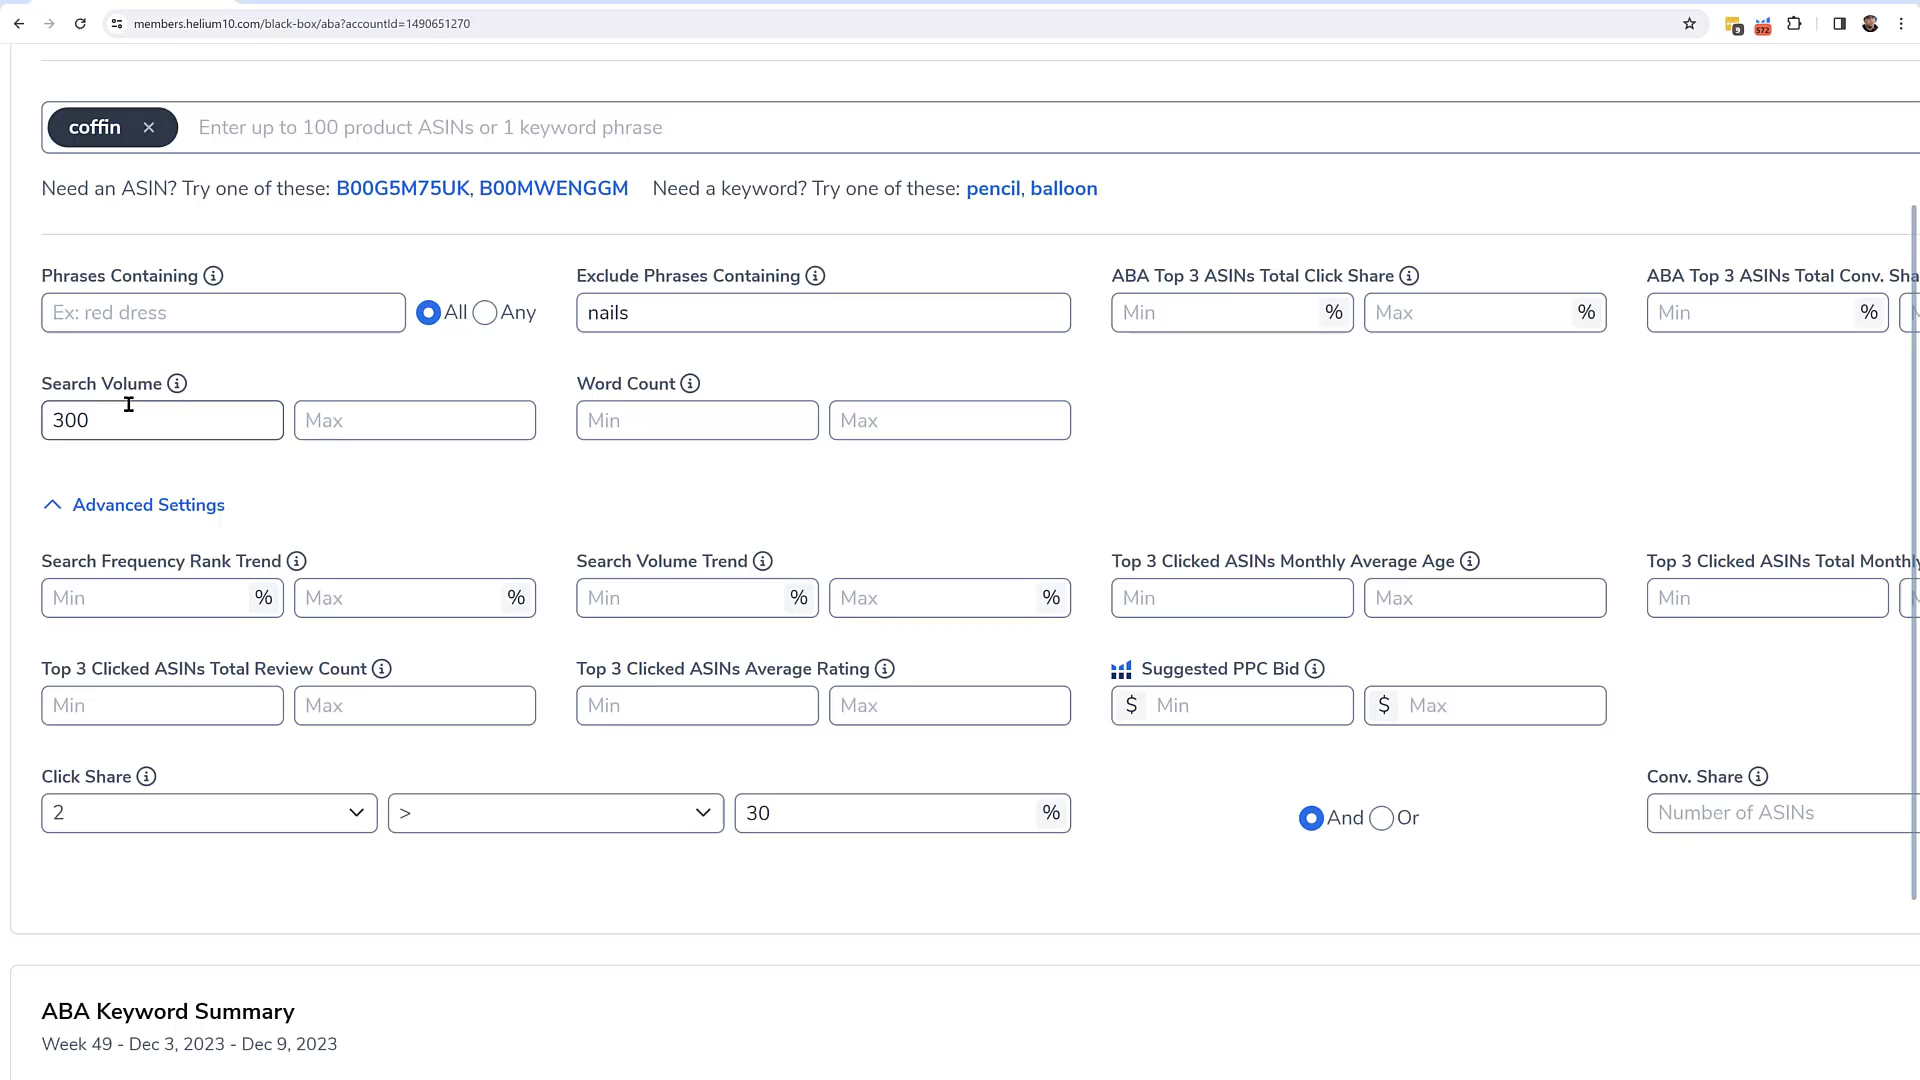 members.helium10.com/black-box/aba?accountId=1490651270
9
572
coffin × Enter up to 100 product ASINs or 1 keyword phrase
Need an ASIN? Try one of these: B00G5M75UK, B00MWENGGM Need a keyword? Try one of these: pencil, balloon
Phrases Containing Exclude Phrases Containing ABA Top 3 ASINs Total Click Share ABA Top 3 ASINs Total Conv. Sha
Ex: red dress All Any nails Min % Max % Min %
Search Volume Word Count
300 Max Min Max
Advanced Settings
Search Frequency Rank Trend Search Volume Trend Top 3 Clicked ASINs Monthly Average Age Top 3 Clicked ASINs Total Monthly
Min % Max % Min % Max % Min Max Min
Top 3 Clicked ASINs Total Review Count Top 3 Clicked ASINs Average Rating Suggested PPC Bid
Min Max Min Max $ Min $ Max
Click Share Conv. Share
2 > 30 % And Or Number of ASINs
ABA Keyword Summary
Week 49 - Dec 3, 2023 - Dec 9, 2023